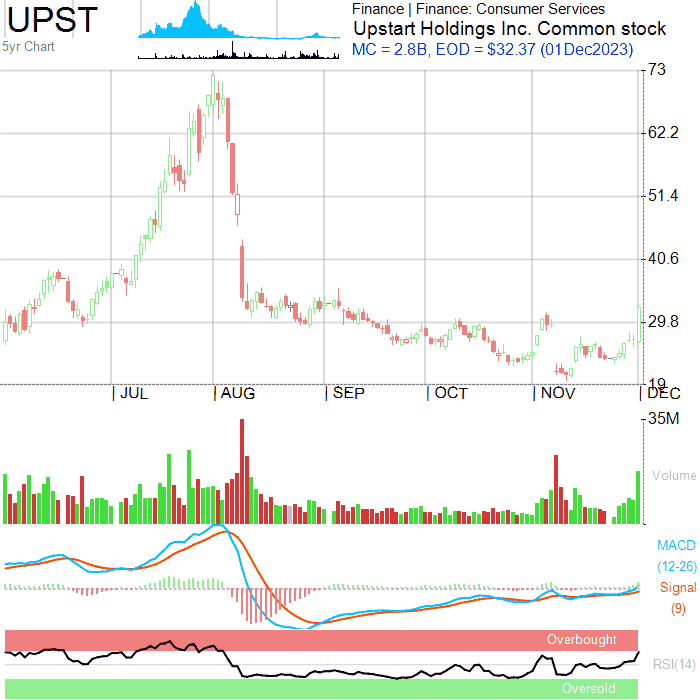 UPST
5yr Chart
Finance | Finance: Consumer Services
Upstart Holdings Inc. Common stock
MC = 2.8B, EOD = $32.37 (01Dec2023)
73
62.2
51.4
40.6
29.8
19
| JUL | AUG | SEP | OCT | NOV | DEC
35M
Volume
MACD
(12-26)
Signal
(9)
Overbought
RSI(14)
Oversold